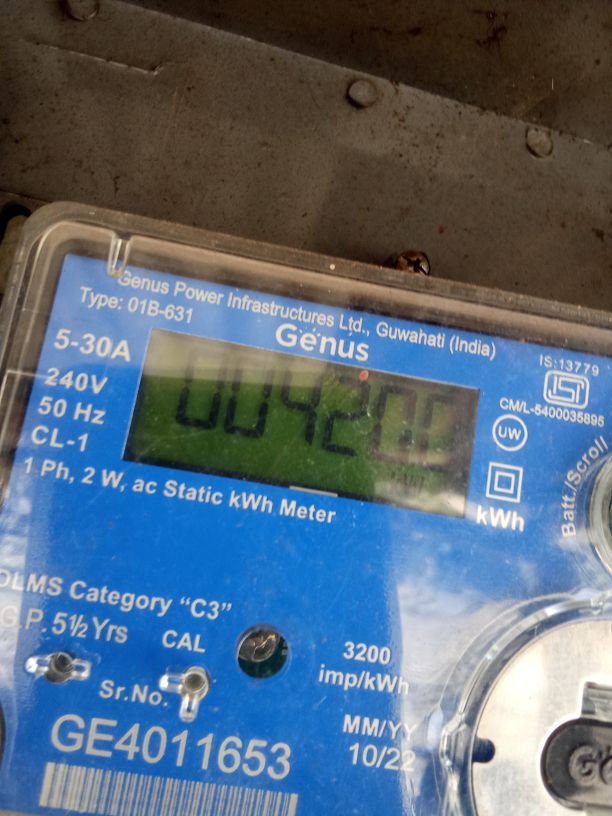 Genus Power Infrastructures Ltd., Guwahati (India)
Type: 01B-631
Genus
5-30A
240V
50 Hz
CL-1
IS:13779
ISI
CM/L-5400035895
UW
kWh
Batt./Scroll
1 Ph, 2 W, ac Static kWh Meter
DLMS Category "C3"
G.P. 5½ Yrs
CAL
3200
imp/kWh
Sr.No.
GE4011653
MM/YY
10/22